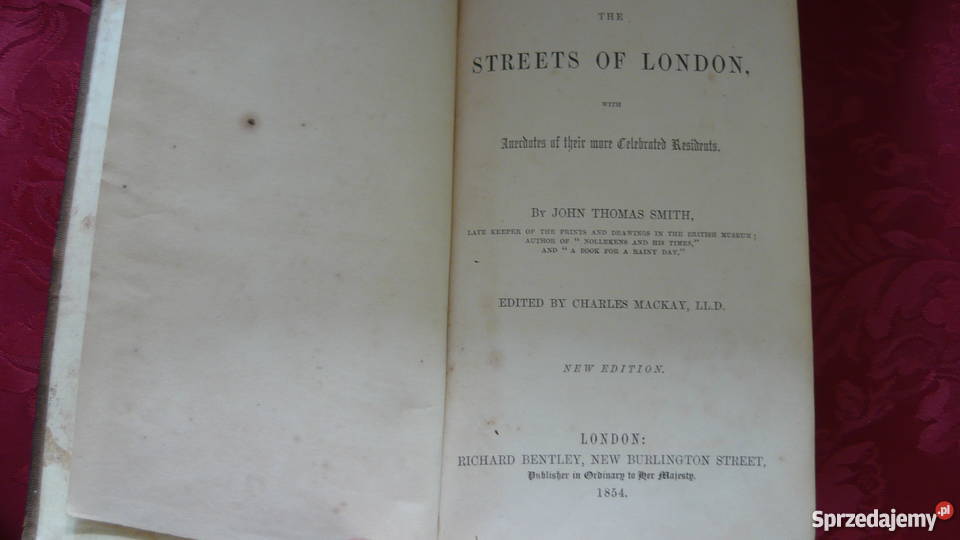 THE
STREETS OF LONDON,
WITH
Anecdotes of their more Celebrated Residents.
BY JOHN THOMAS SMITH,
LATE KEEPER OF THE PRINTS AND DRAWINGS IN THE BRITISH MUSEUM;
AUTHOR OF "NOLLEKENS AND HIS TIMES,"
AND "A BOOK FOR A RAINY DAY."
EDITED BY CHARLES MACKAY, LL.D.
NEW EDITION.
LONDON:
RICHARD BENTLEY, NEW BURLINGTON STREET,
Publisher in Ordinary to Her Majesty.
1854.
Sprzedajemy.pl